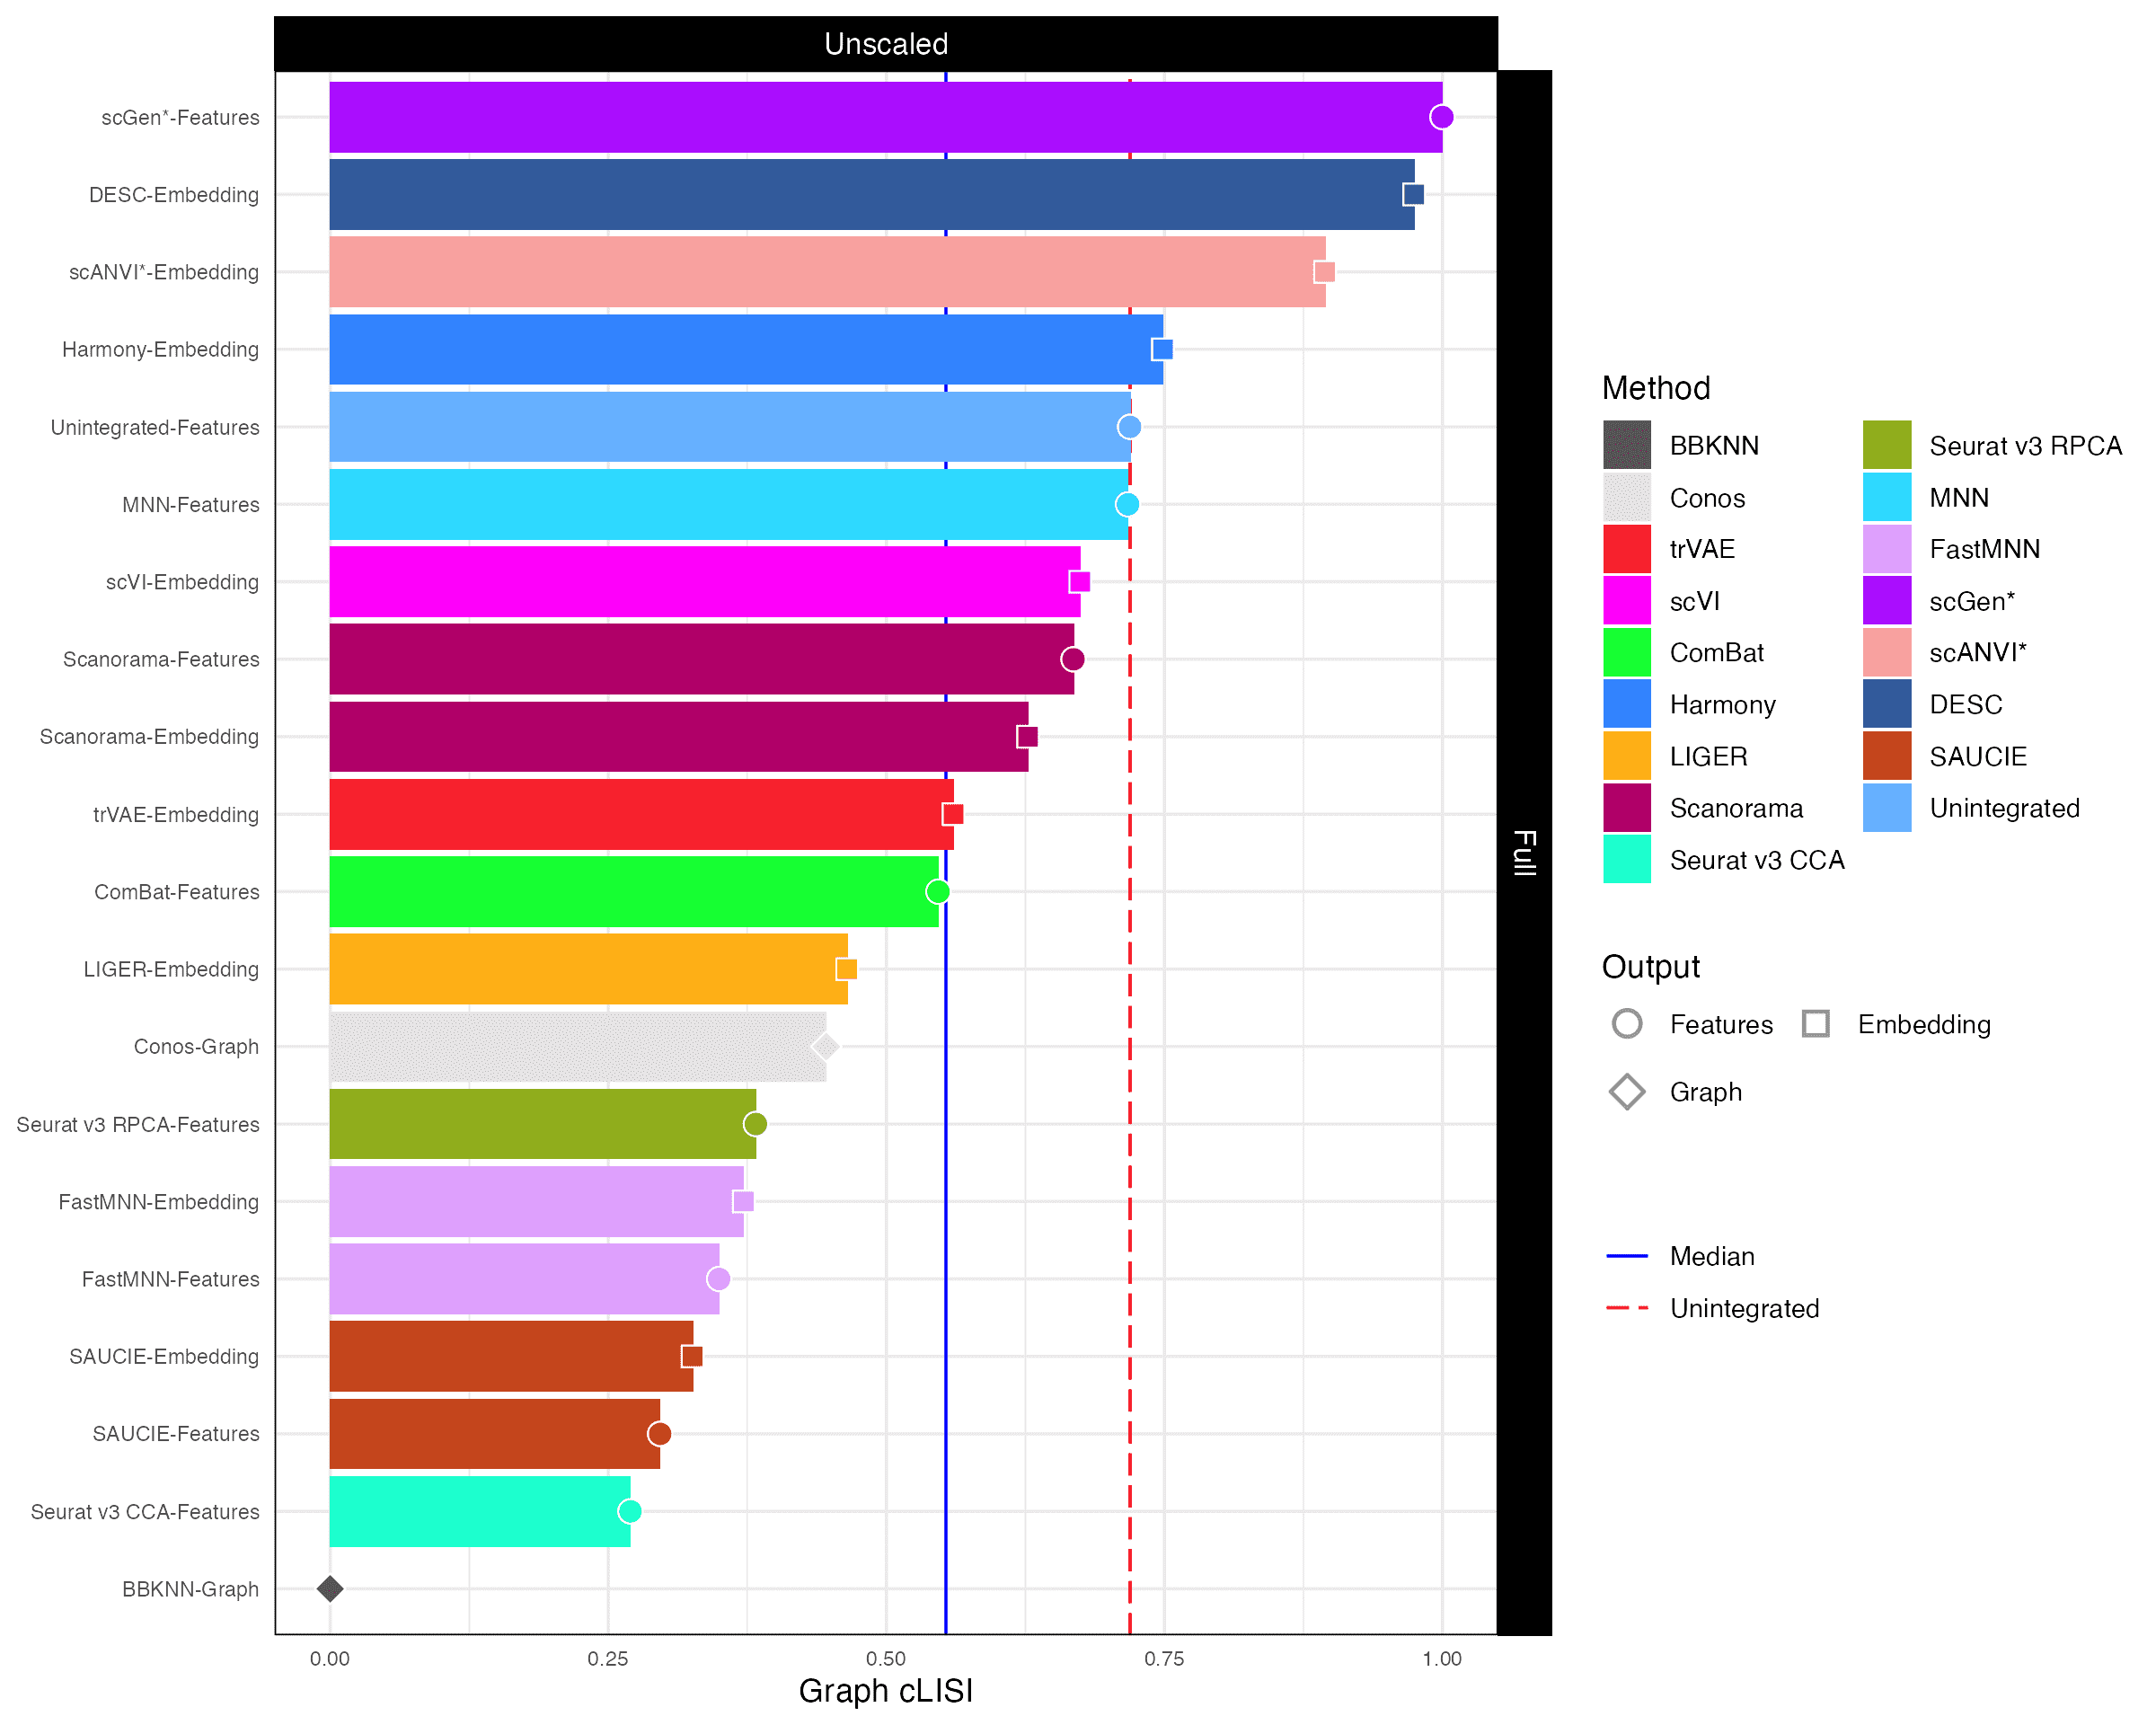 Unscaled
scGen*-Features
DESC-Embedding
scANVI*-Embedding
Harmony-Embedding
Unintegrated-Features
MNN-Features
scVI-Embedding
Scanorama-Features
Scanorama-Embedding
trVAE-Embedding
ComBat-Features
LIGER-Embedding
Conos-Graph
Seurat v3 RPCA-Features
FastMNN-Embedding
FastMNN-Features
SAUCIE-Embedding
SAUCIE-Features
Seurat v3 CCA-Features
BBKNN-Graph
0.00 0.25 0.50 0.75 1.00
Graph cLISI
Full
Method
BBKNN
Conos
trVAE
scVI
ComBat
Harmony
LIGER
Scanorama
Seurat v3 CCA
Seurat v3 RPCA
MNN
FastMNN
scGen*
scANVI*
DESC
SAUCIE
Unintegrated
Output
Features Embedding
Graph
Median
Unintegrated